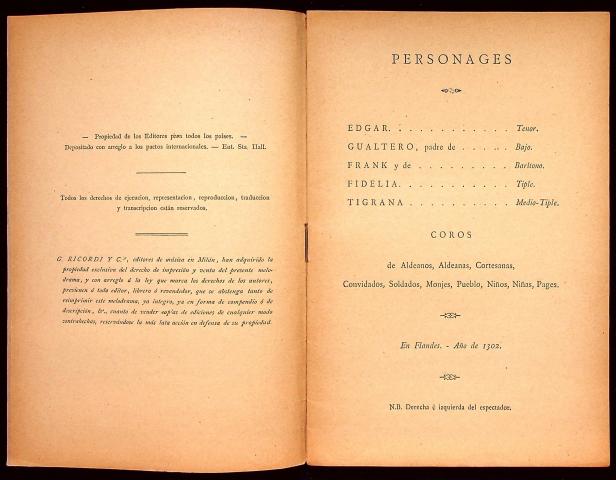 — Propiedad de los Editores para todos los países. —
Depositado con arreglo a los pactos internacionales. — Ent. Sta. Hall.
Todos los derechos de ejecucion, representacion, reproduccion, traduccion
y transcripcion están reservados.
G. RICORDI Y C.ª, editores de música en Milán, han adquirido la
propiedad exclusiva del derecho de impresión y venta del presente melo-
drama, y con arreglo á la ley que marca los derechos de los autores,
previenen á todo editor, librero ó revendedor, que se abstenga tanto de
reimprimir este melodrama, ya íntegro, ya en forma de compendio ó de
descripción, &., cuanto de vender copias de ediciones de cualquier modo
contrahechas, reservándose la más lata acción en defensa de su propiedad.
PERSONAGES
EDGAR. . . . . . . . . . . . Tenor.
GUALTERO, padre de . . . . . . Bajo.
FRANK y de . . . . . . . . . Barítono.
FIDELIA. . . . . . . . . . . Tiple.
TIGRANA . . . . . . . . . . Medio-Tiple.
COROS
de Aldeanos, Aldeanas, Cortesanas,
Convidados, Soldados, Monjes, Pueblo, Niños, Niñas, Pages.
En Flandes. - Año de 1302.
N.B. Derecha é izquierda del espectador.